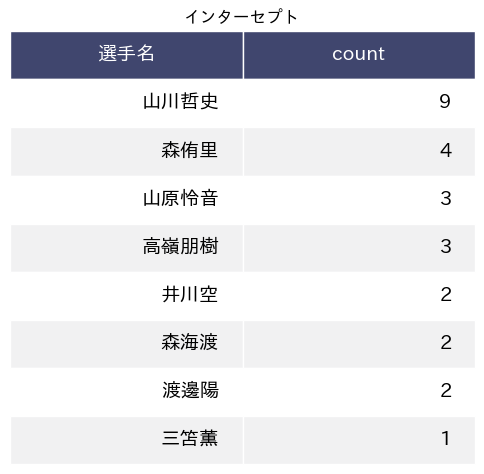 インターセプト
選手名 count
山川哲史 9
森侑里 4
山原怜音 3
高嶺朋樹 3
井川空 2
森海渡 2
渡邊陽 2
三笘薫 1